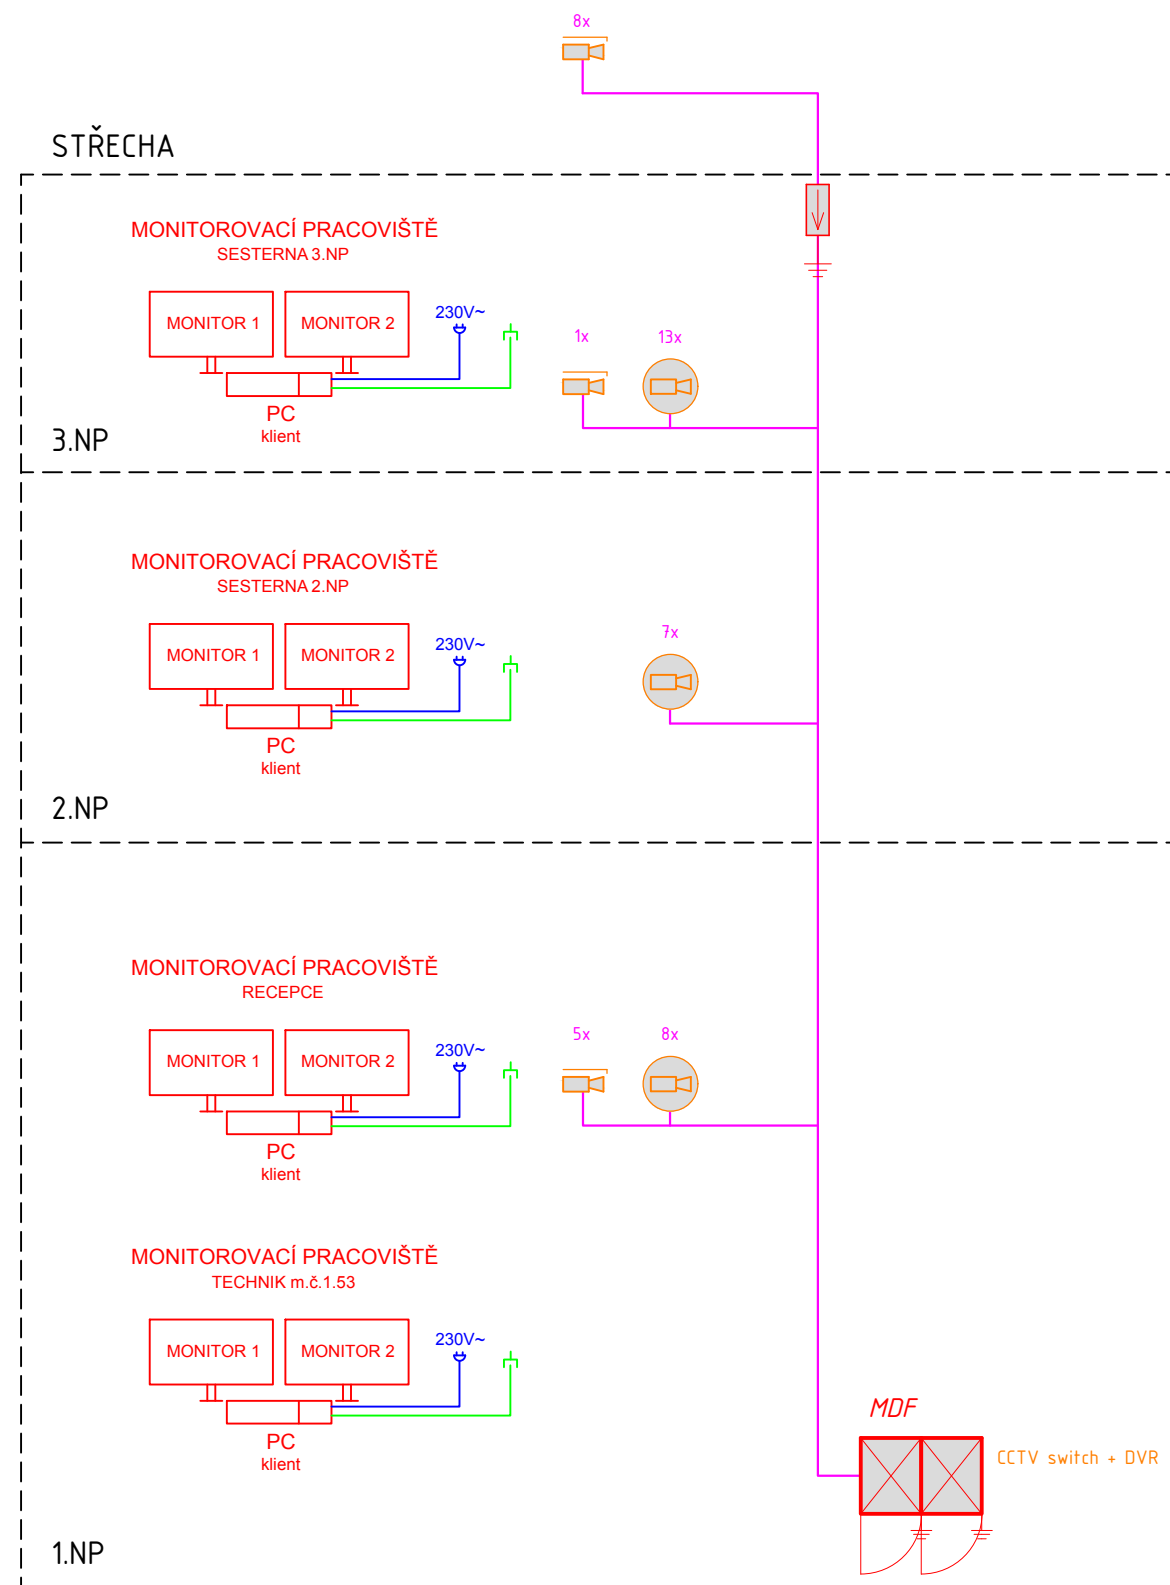 8x
STŘECHA
MONITOROVACÍ PRACOVIŠTĚ
SESTERNA 3.NP
MONITOR 1
MONITOR 2
230V~
1x
13x
PC
klient
3.NP
MONITOROVACÍ PRACOVIŠTĚ
SESTERNA 2.NP
MONITOR 1
MONITOR 2
230V~
7x
PC
klient
2.NP
MONITOROVACÍ PRACOVIŠTĚ
RECEPCE
MONITOR 1
MONITOR 2
230V~
5x
8x
PC
klient
MONITOROVACÍ PRACOVIŠTĚ
TECHNIK m.č.1.53
MONITOR 1
MONITOR 2
230V~
PC
klient
MDF
CCTV switch + DVR
1.NP